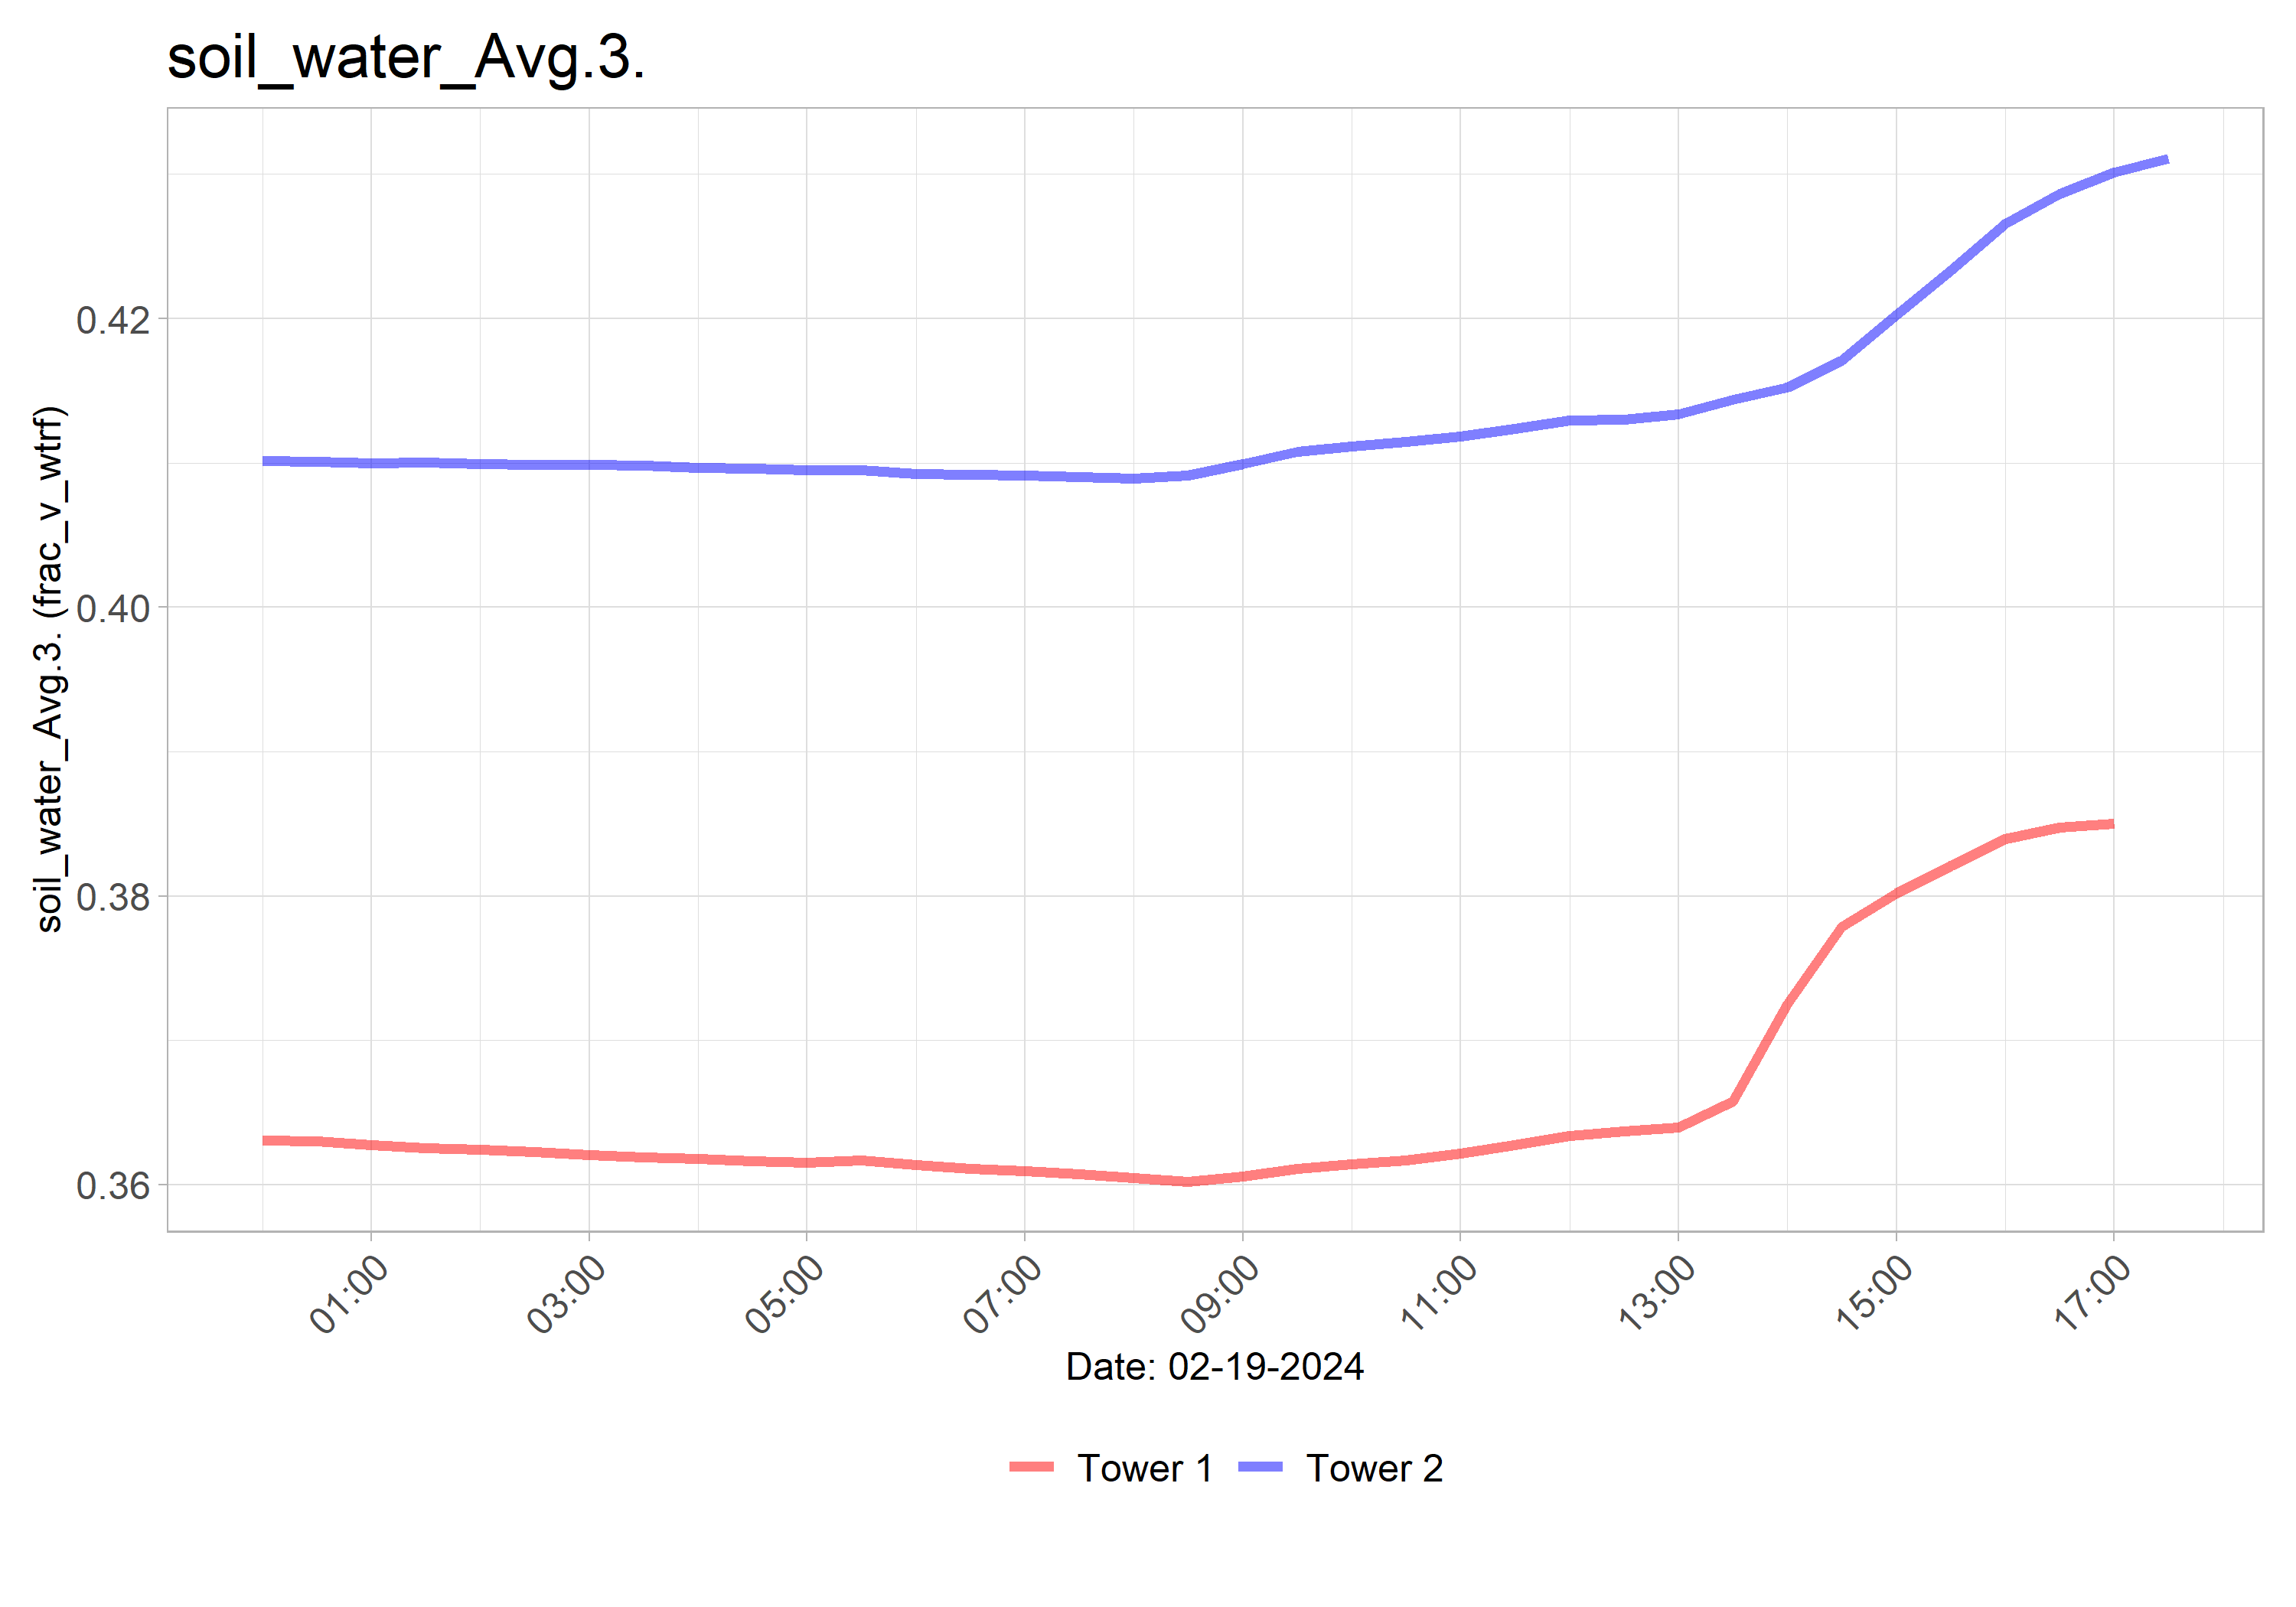 soil_water_Avg.3.
soil_water_Avg.3. (frac_v_wtrf)
0.42
0.40
0.38
0.36
01:00
03:00
05:00
07:00
09:00
11:00
13:00
15:00
17:00
Date: 02-19-2024
Tower 1
Tower 2